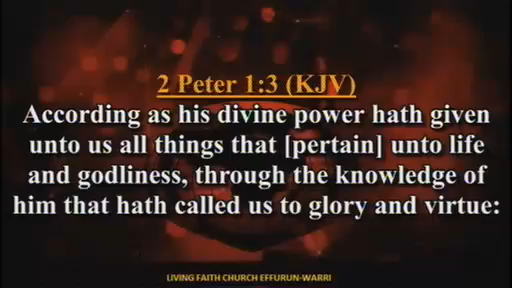 2 Peter 1:3 (KJV)
According as his divine power hath given
unto us all things that [pertain] unto life
and godliness, through the knowledge of
him that hath called us to glory and virtue:
LIVING FAITH CHURCH EFFURUN-WARRI